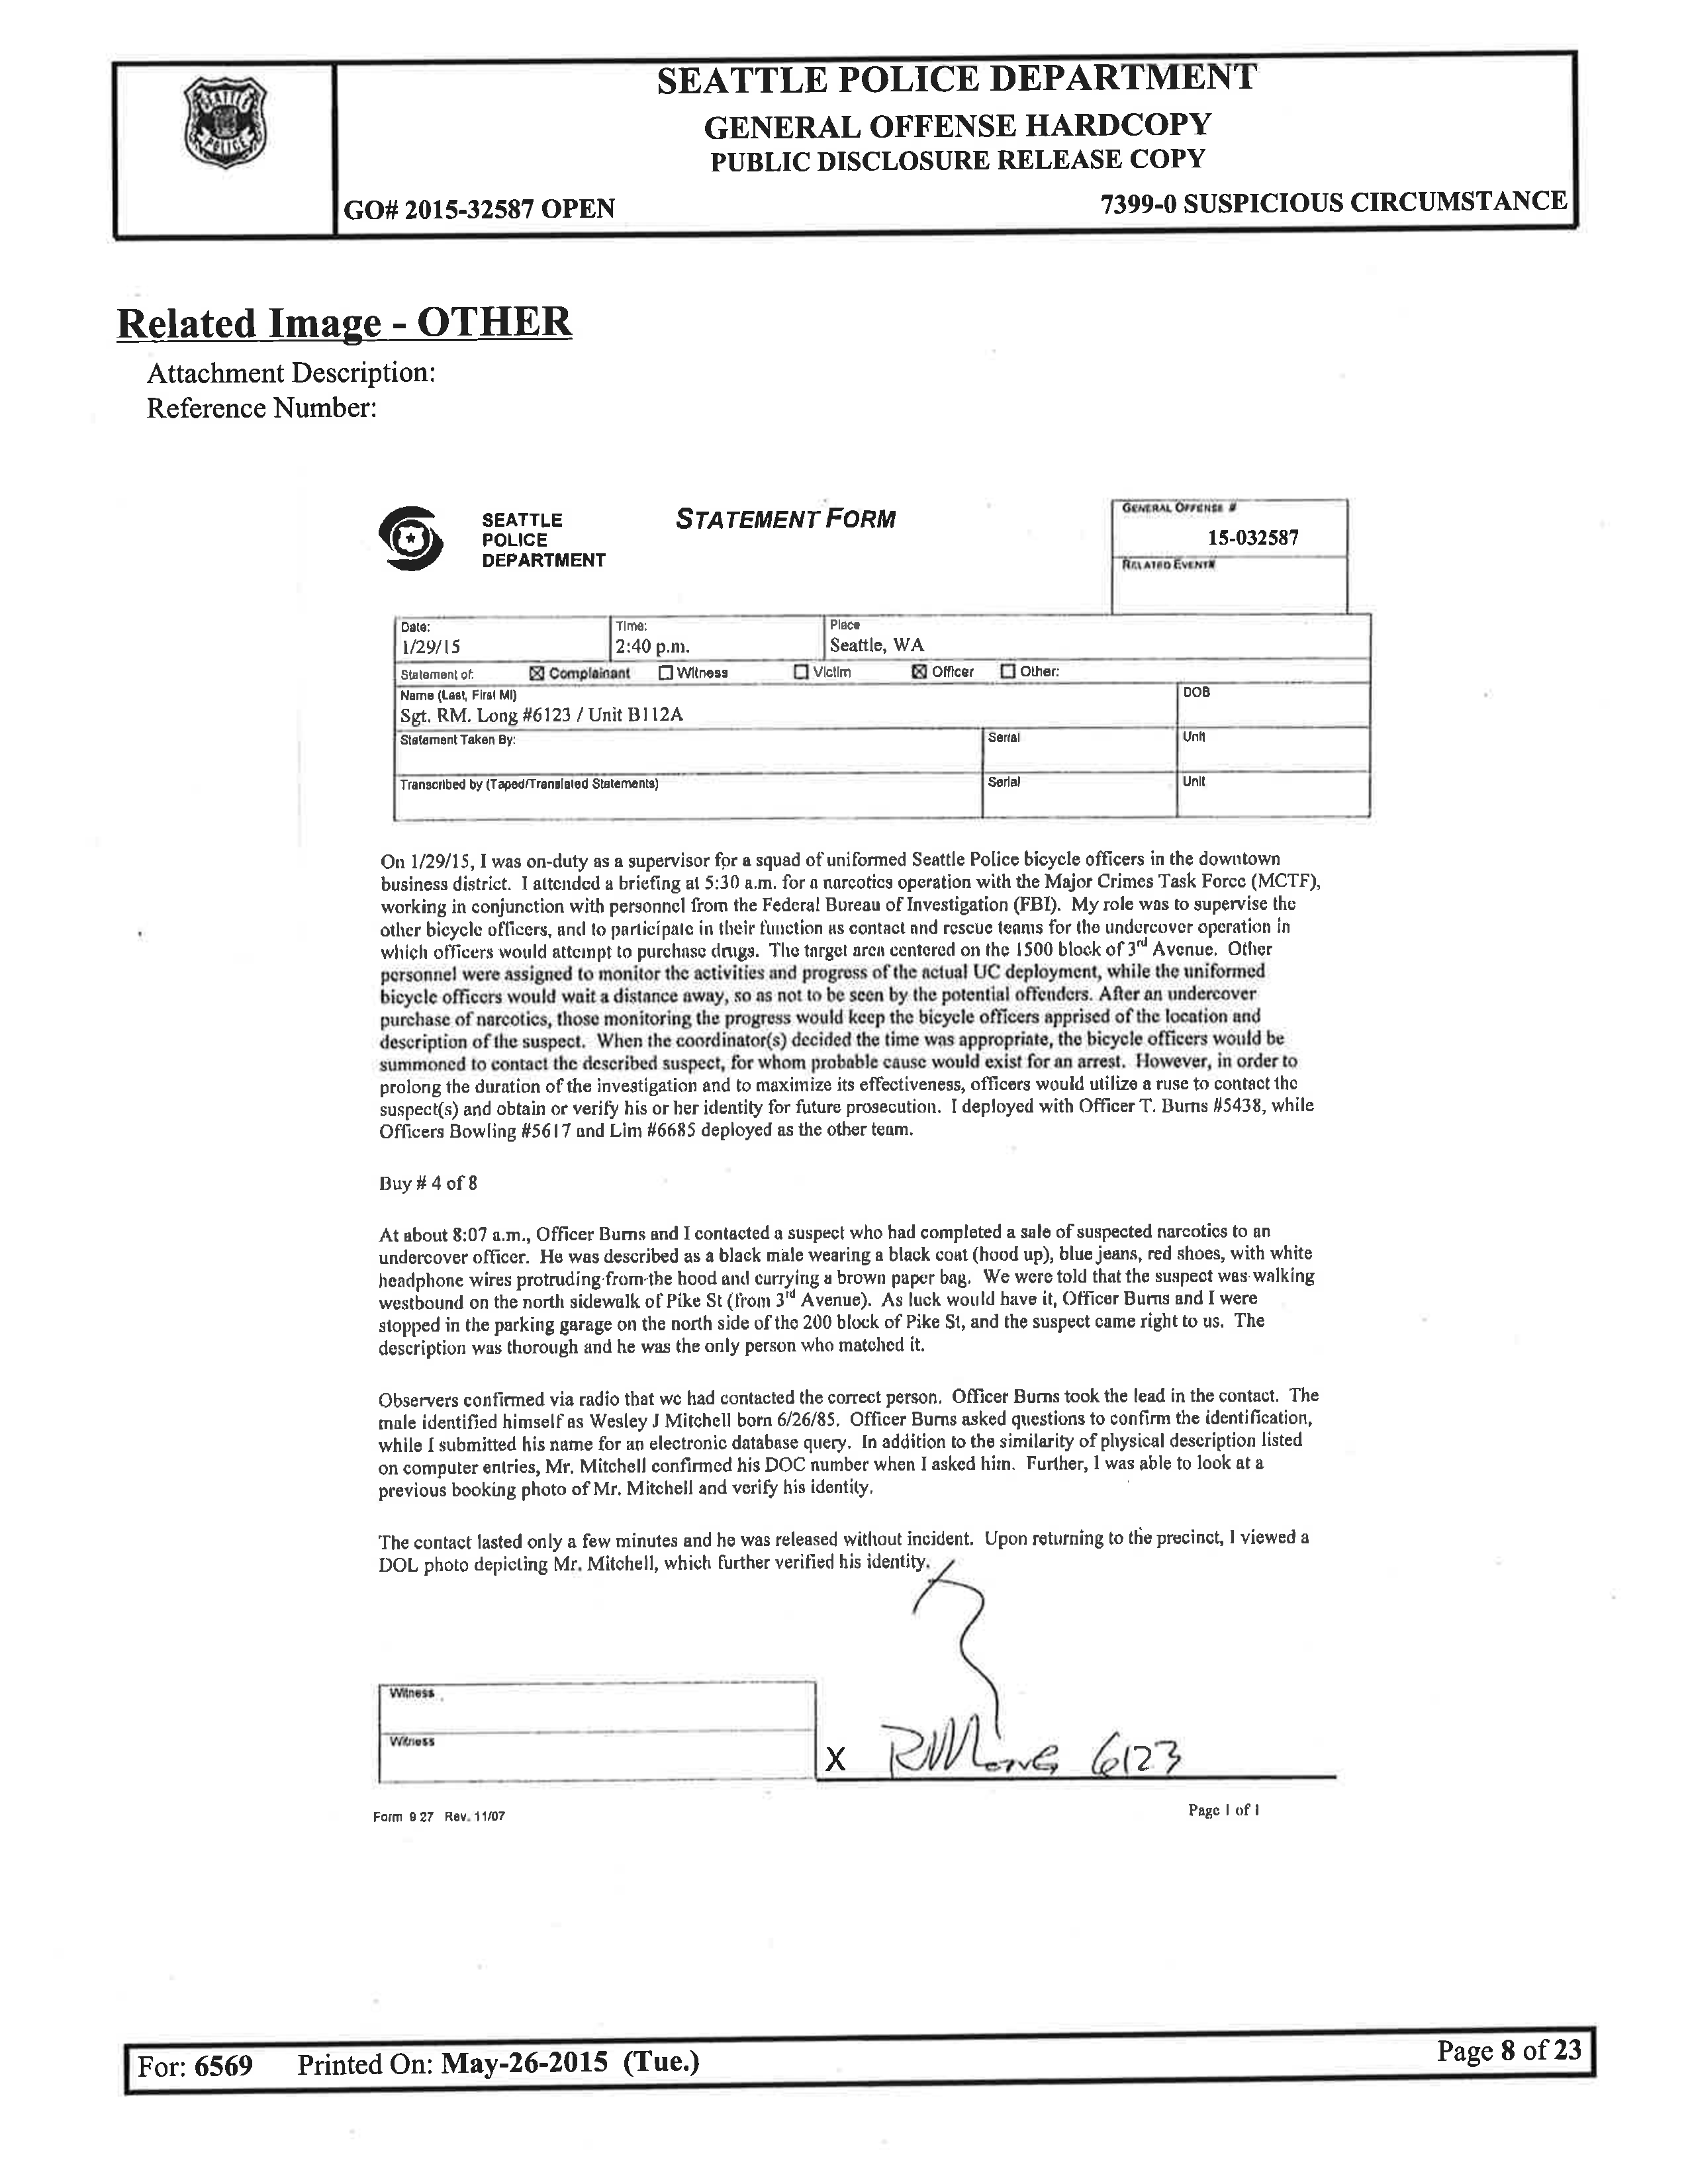 SEATTLE POLICE
SEATTLE POLICE DEPARTMENT
GENERAL OFFENSE HARDCOPY
PUBLIC DISCLOSURE RELEASE COPY
GO# 2015-32587 OPEN
7399-0 SUSPICIOUS CIRCUMSTANCE
Related Image - OTHER
Attachment Description:
Reference Number:
SEATTLE
POLICE
DEPARTMENT
STATEMENT FORM
GENERAL OFFENSE #
15-032587
RELATED EVENT#
Date:
1/29/15
Time:
2:40 p.m.
Place
Seattle, WA
Statement of: ☒ Complainant ☐ Witness ☐ Victim ☒ Officer ☐ Other:
Name (Last, First MI)
Sgt. RM. Long #6123 / Unit B112A
DOB
Statement Taken By:
Serial
Unit
Transcribed by (Taped/Translated Statements)
Serial
Unit
On 1/29/15, I was on-duty as a supervisor for a squad of uniformed Seattle Police bicycle officers in the downtown
business district. I attended a briefing at 5:30 a.m. for a narcotics operation with the Major Crimes Task Force (MCTF),
working in conjunction with personnel from the Federal Bureau of Investigation (FBI). My role was to supervise the
other bicycle officers, and to participate in their function as contact and rescue teams for the undercover operation in
which officers would attempt to purchase drugs. The target area centered on the 1500 block of 3rd Avenue. Other
personnel were assigned to monitor the activities and progress of the actual UC deployment, while the uniformed
bicycle officers would wait a distance away, so as not to be seen by the potential offenders. After an undercover
purchase of narcotics, those monitoring the progress would keep the bicycle officers apprised of the location and
description of the suspect. When the coordinator(s) decided the time was appropriate, the bicycle officers would be
summoned to contact the described suspect, for whom probable cause would exist for an arrest. However, in order to
prolong the duration of the investigation and to maximize its effectiveness, officers would utilize a ruse to contact the
suspect(s) and obtain or verify his or her identity for future prosecution. I deployed with Officer T. Burns #5438, while
Officers Bowling #5617 and Lim #6685 deployed as the other team.
Buy # 4 of 8
At about 8:07 a.m., Officer Burns and I contacted a suspect who had completed a sale of suspected narcotics to an
undercover officer. He was described as a black male wearing a black coat (hood up), blue jeans, red shoes, with white
headphone wires protruding from the hood and carrying a brown paper bag. We were told that the suspect was walking
westbound on the north sidewalk of Pike St (from 3rd Avenue). As luck would have it, Officer Burns and I were
stopped in the parking garage on the north side of the 200 block of Pike St, and the suspect came right to us. The
description was thorough and he was the only person who matched it.
Observers confirmed via radio that we had contacted the correct person. Officer Burns took the lead in the contact. The
male identified himself as Wesley J Mitchell born 6/26/85. Officer Burns asked questions to confirm the identification,
while I submitted his name for an electronic database query. In addition to the similarity of physical description listed
on computer entries, Mr. Mitchell confirmed his DOC number when I asked him. Further, I was able to look at a
previous booking photo of Mr. Mitchell and verify his identity.
The contact lasted only a few minutes and he was released without incident. Upon returning to the precinct, I viewed a
DOL photo depicting Mr. Mitchell, which further verified his identity.
Witness
Witness
X RM Long 6123
Form 9 27 Rev. 11/07
Page 1 of 1
For: 6569 Printed On: May-26-2015 (Tue.)
Page 8 of 23